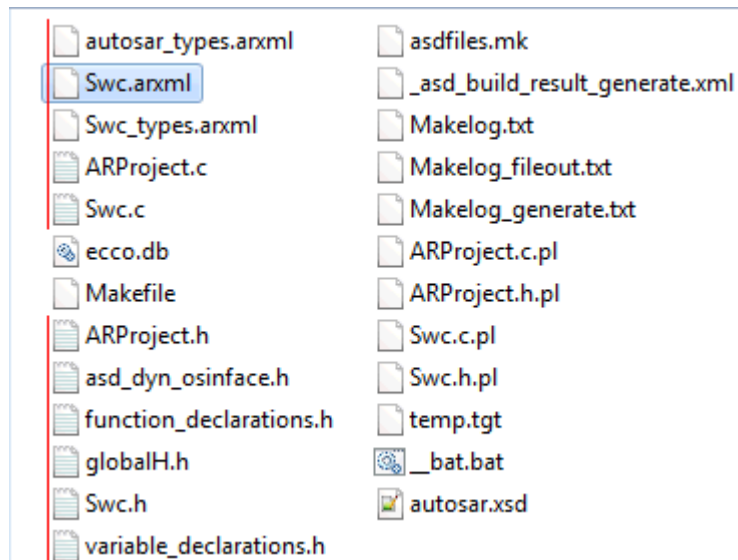 autosar_types.arxml
Swc.arxml
Swc_types.arxml
ARProject.c
Swc.c
ecco.db
Makefile
ARProject.h
asd_dyn_osinface.h
function_declarations.h
globalH.h
Swc.h
variable_declarations.h
asdfiles.mk
_asd_build_result_generate.xml
Makelog.txt
Makelog_fileout.txt
Makelog_generate.txt
ARProject.c.pl
ARProject.h.pl
Swc.c.pl
Swc.h.pl
temp.tgt
__bat.bat
autosar.xsd